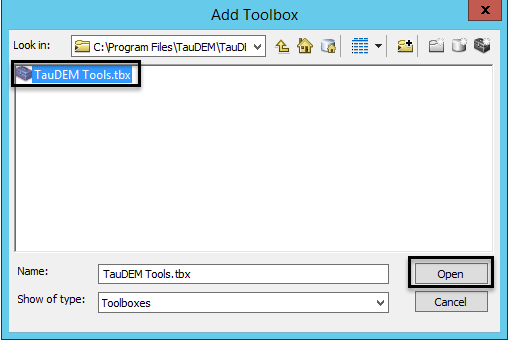 Add Toolbox
x
Look in: C:\Program Files\TauDEM\TauDI
TauDEM Tools.tbx
Name: TauDEM Tools.tbx
Open
Show of type: Toolboxes
Cancel